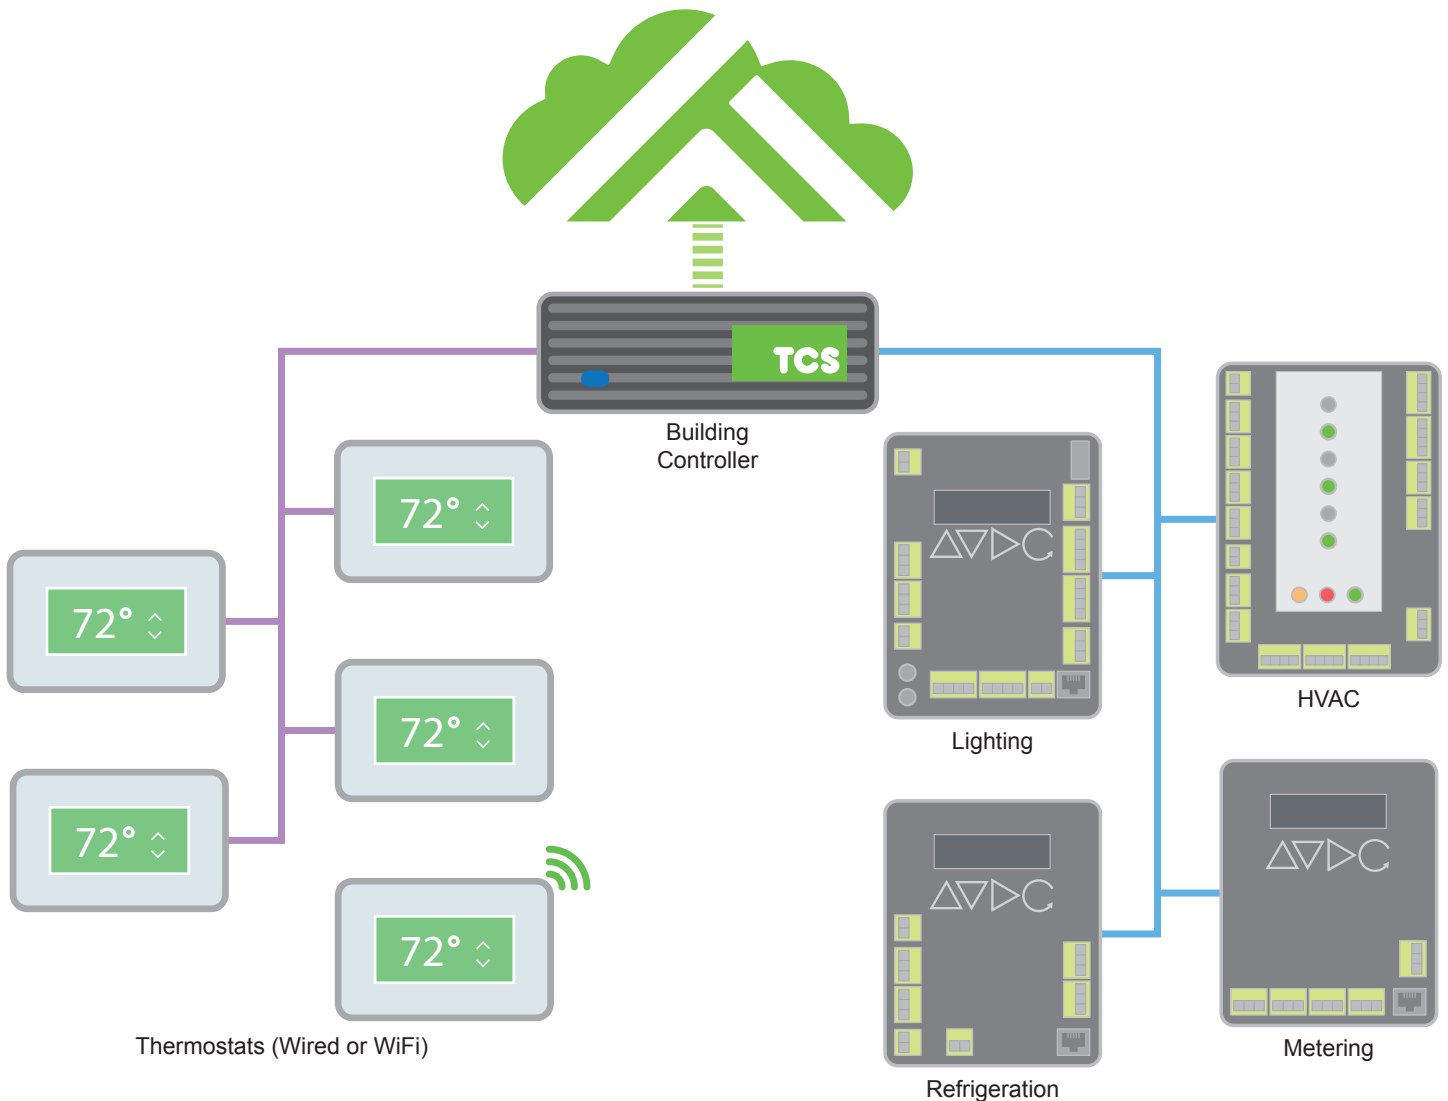 TCS
Building
Controller
72°
72°
72°
72°
72°
Thermostats (Wired or WiFi)
Lighting
HVAC
Refrigeration
Metering